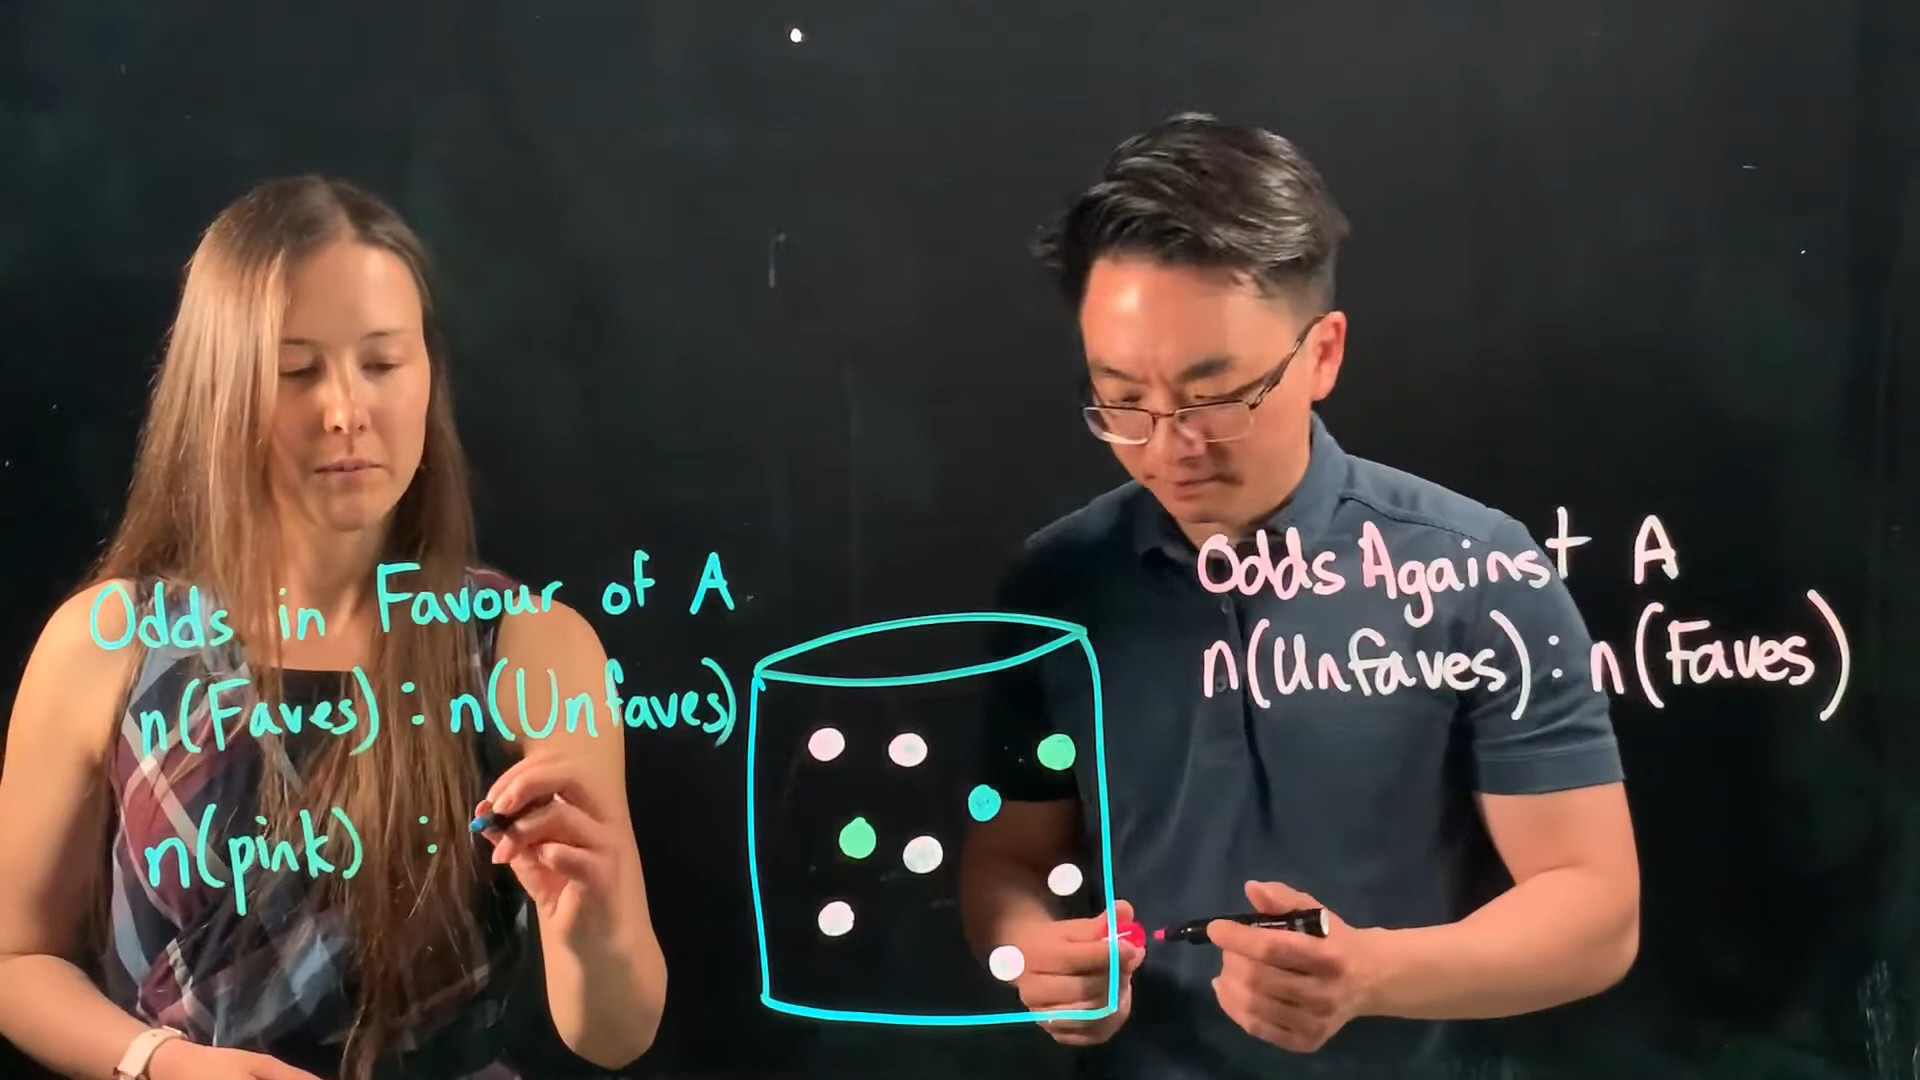 Odds in Favour of A
n(Faves) : n(Unfaves)
n(pink) :
Odds Against A
n(Unfaves) : n(Faves)